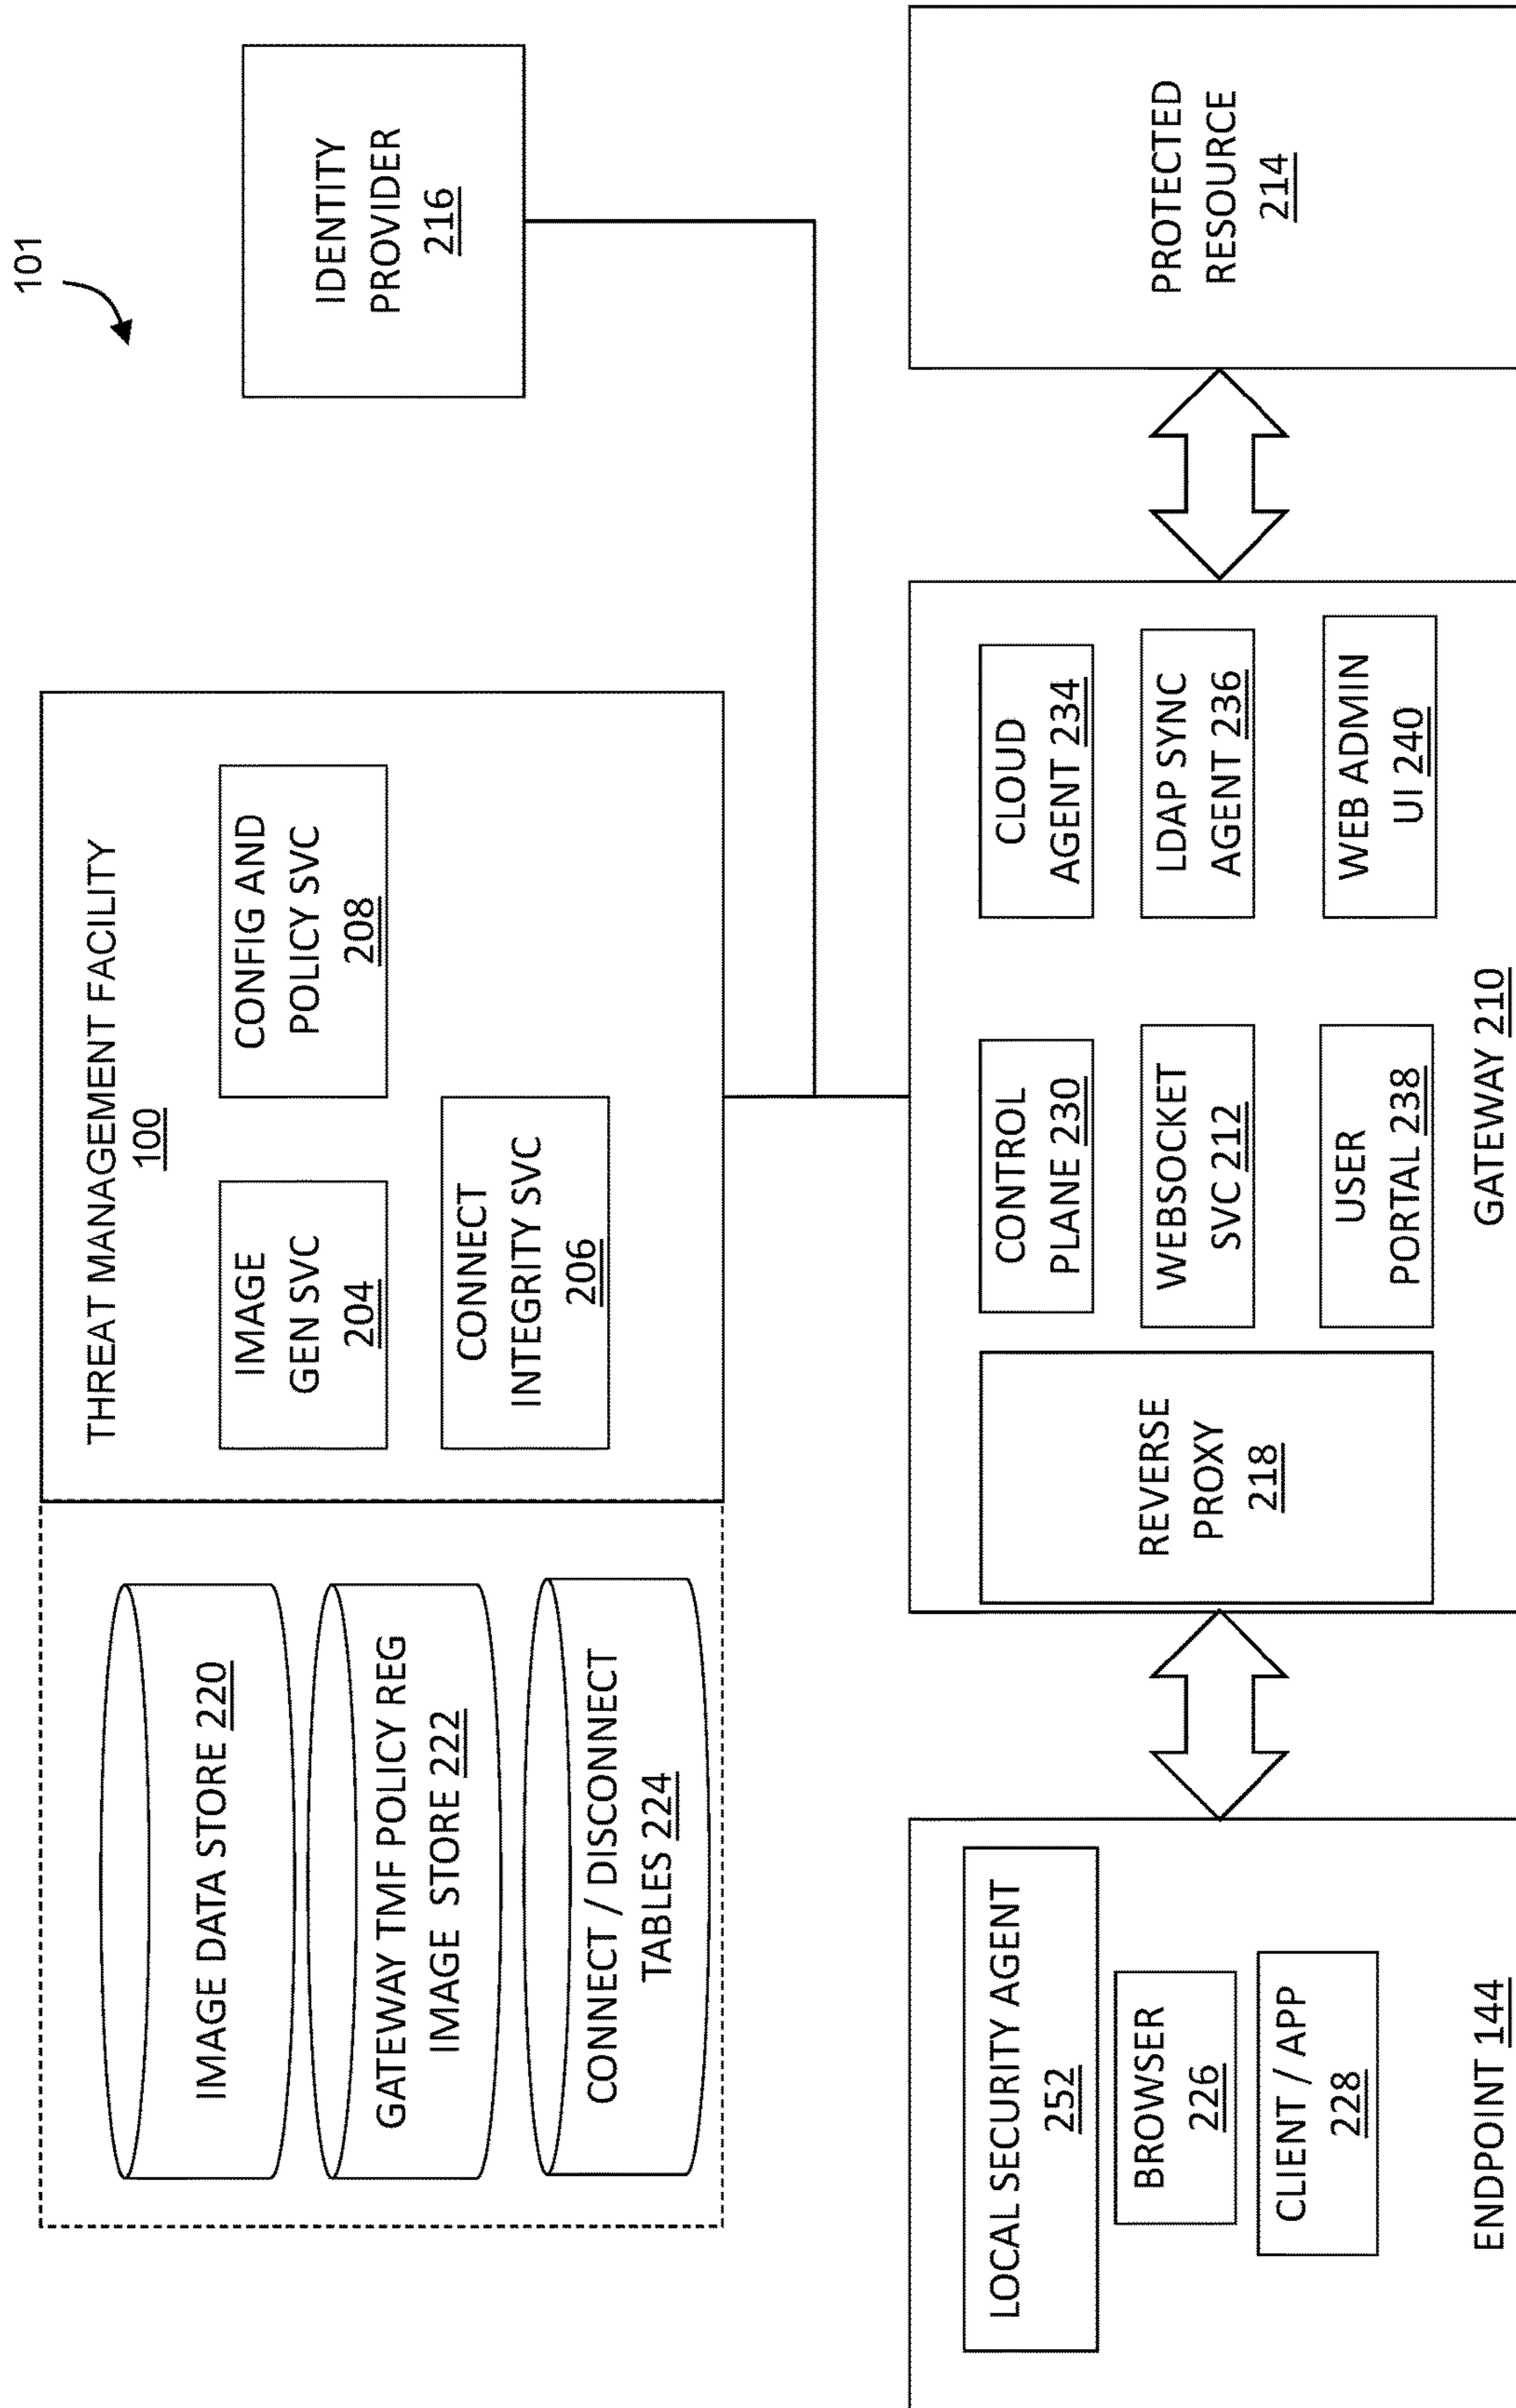 101
IMAGE DATA STORE 220
GATEWAY TMF POLICY REG
IMAGE STORE 222
CONNECT / DISCONNECT
TABLES 224
THREAT MANAGEMENT FACILITY
100
IMAGE
GEN SVC
204
CONFIG AND
POLICY SVC
208
CONNECT
INTEGRITY SVC
206
IDENTITY
PROVIDER
216
LOCAL SECURITY AGENT
252
BROWSER
226
CLIENT / APP
228
ENDPOINT 144
REVERSE
PROXY
218
CONTROL
PLANE 230
CLOUD
AGENT 234
WEBSOCKET
SVC 212
LDAP SYNC
AGENT 236
USER
PORTAL 238
WEB ADMIN
UI 240
GATEWAY 210
PROTECTED
RESOURCE
214